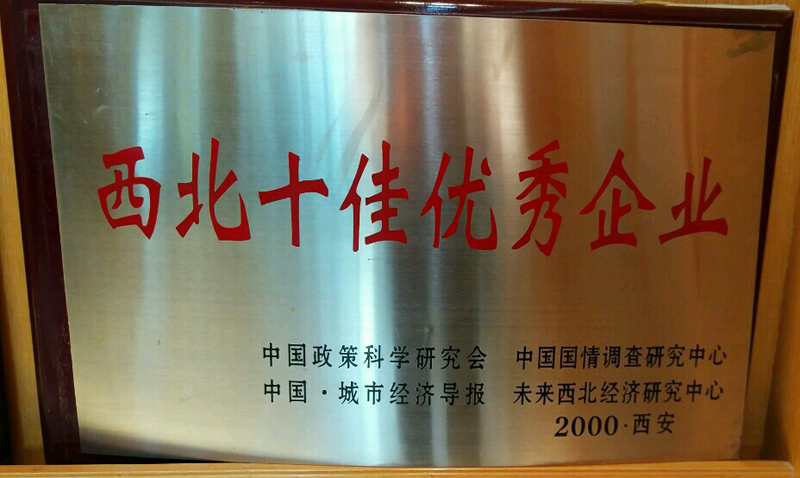 西北十佳优秀企业
中国政策科学研究会 中国国情调查研究中心
中国·城市经济导报 未来西北经济研究中心
2000·西安